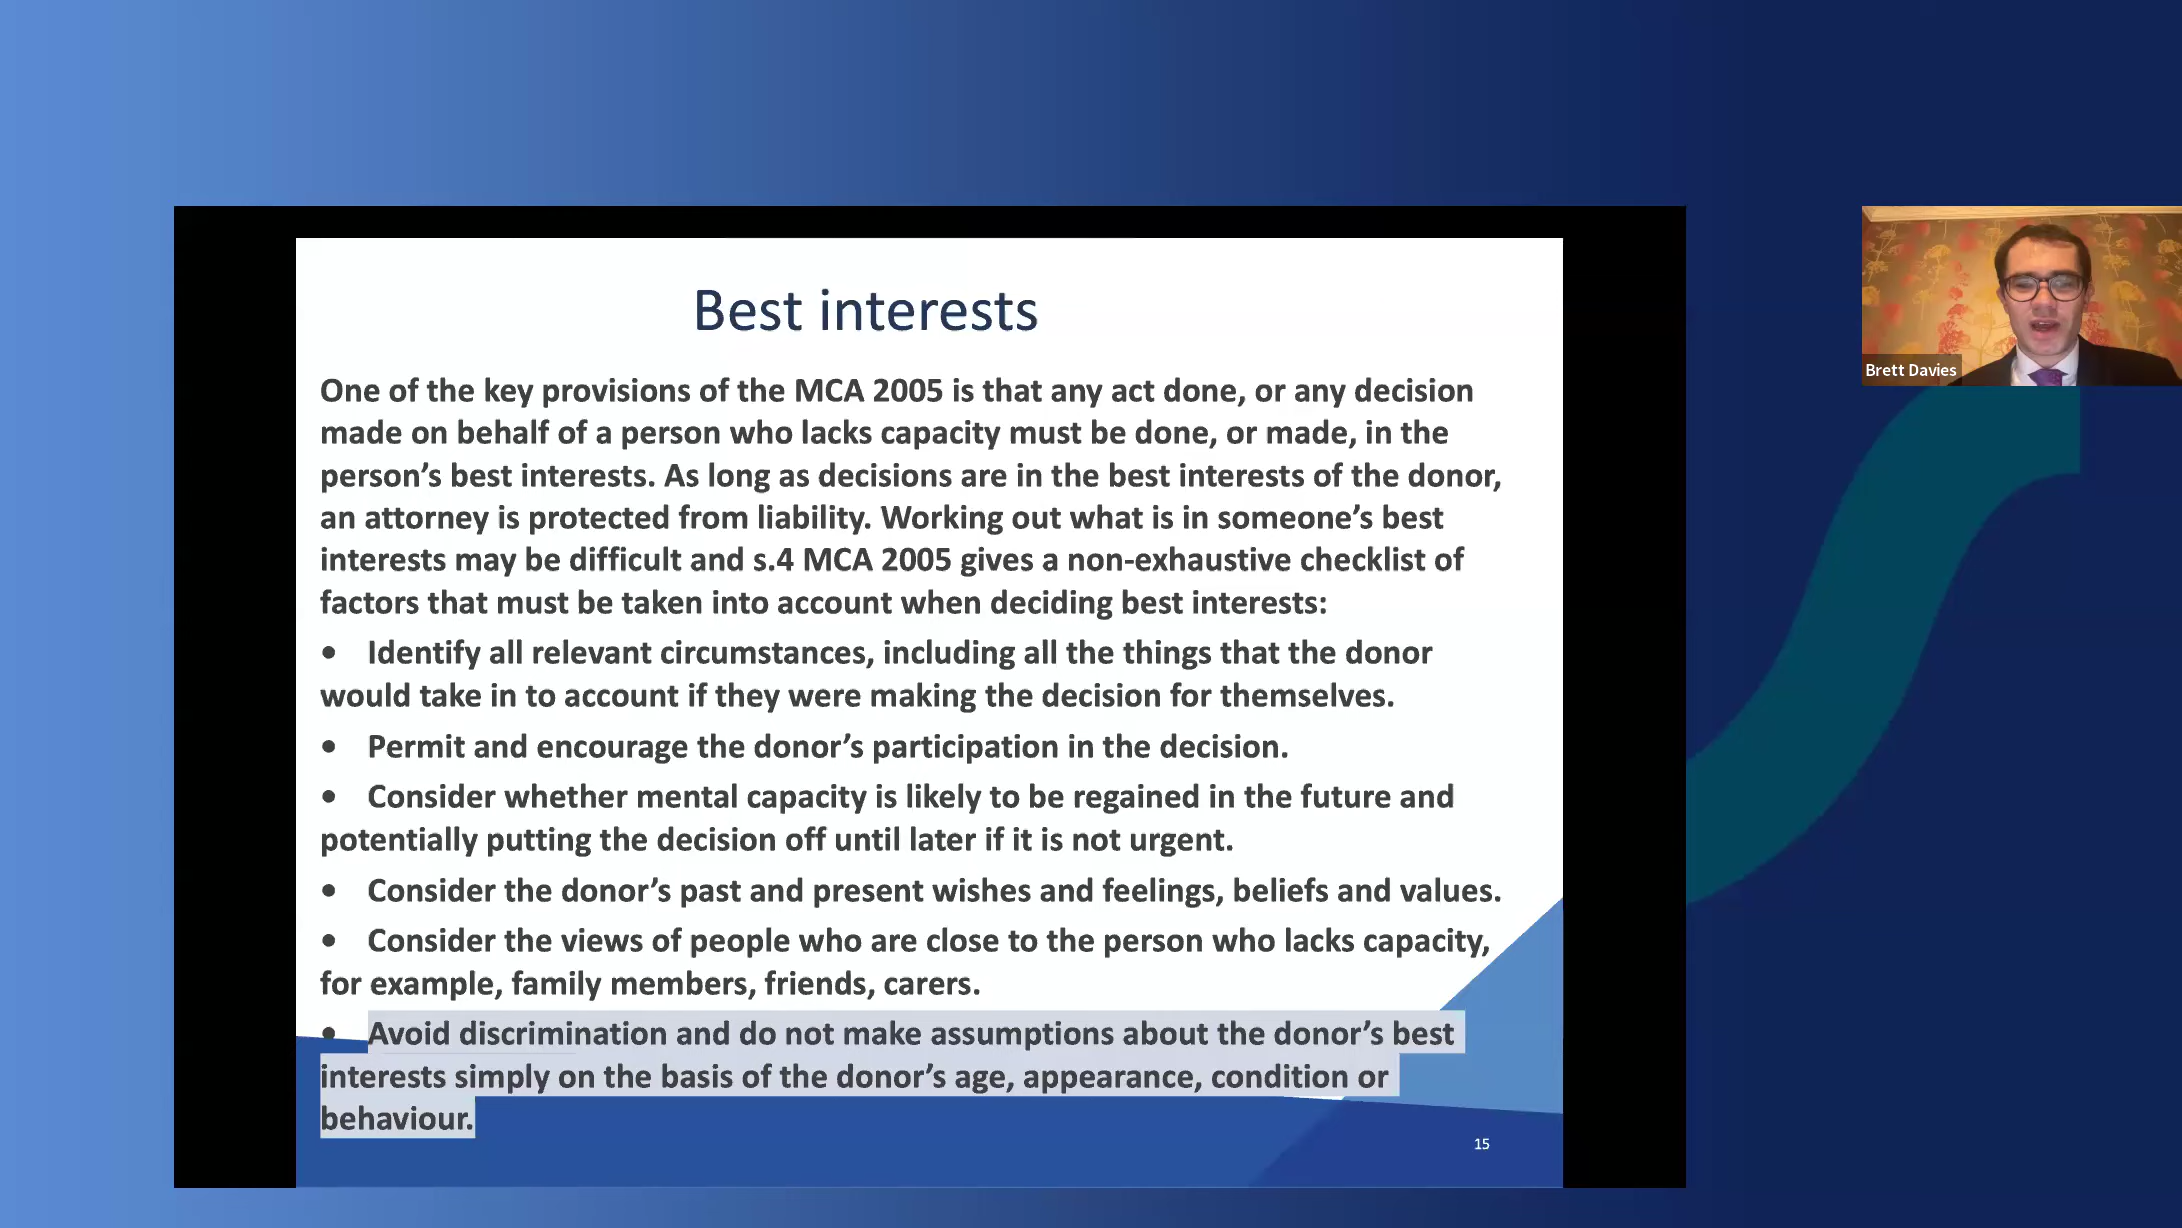 Best interests
One of the key provisions of the MCA 2005 is that any act done, or any decision
made on behalf of a person who lacks capacity must be done, or made, in the
person’s best interests. As long as decisions are in the best interests of the donor,
an attorney is protected from liability. Working out what is in someone’s best
interests may be difficult and s.4 MCA 2005 gives a non-exhaustive checklist of
factors that must be taken into account when deciding best interests:
• Identify all relevant circumstances, including all the things that the donor
would take in to account if they were making the decision for themselves.
• Permit and encourage the donor’s participation in the decision.
• Consider whether mental capacity is likely to be regained in the future and
potentially putting the decision off until later if it is not urgent.
• Consider the donor’s past and present wishes and feelings, beliefs and values.
• Consider the views of people who are close to the person who lacks capacity,
for example, family members, friends, carers.
• Avoid discrimination and do not make assumptions about the donor’s best
interests simply on the basis of the donor’s age, appearance, condition or
behaviour.
15
Brett Davies